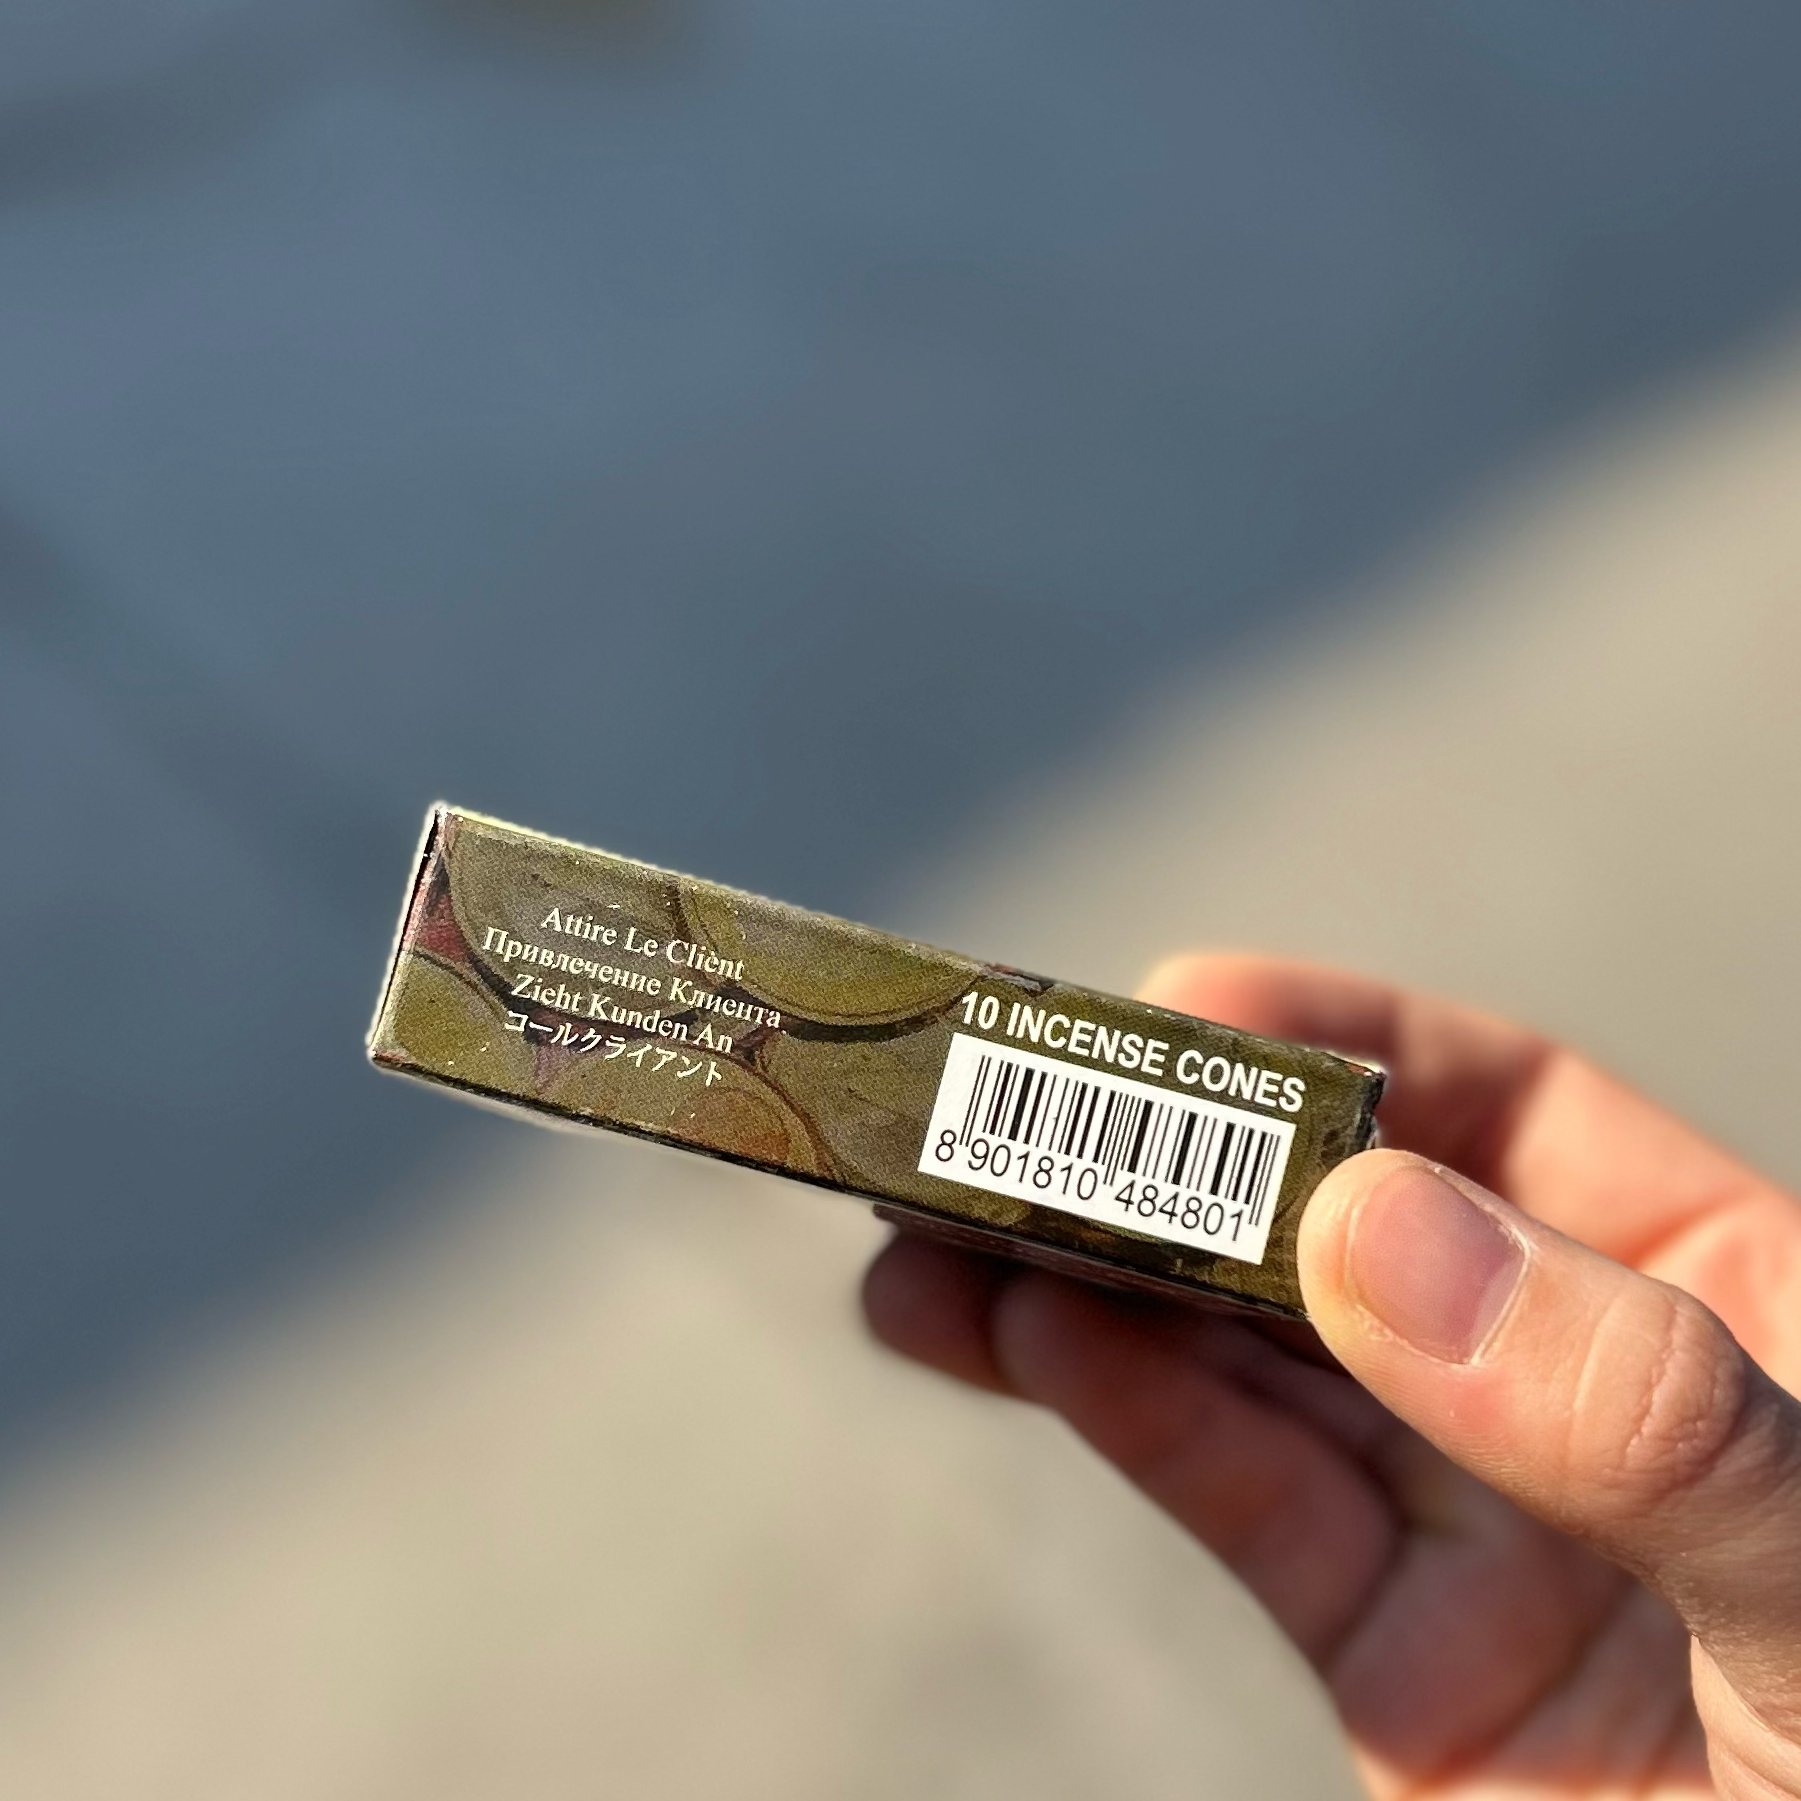 Attire Le Cliènt
Привлечение Клиента
Zieht Kunden An
コールクライアント
10 INCENSE CONES
8 901810 484801